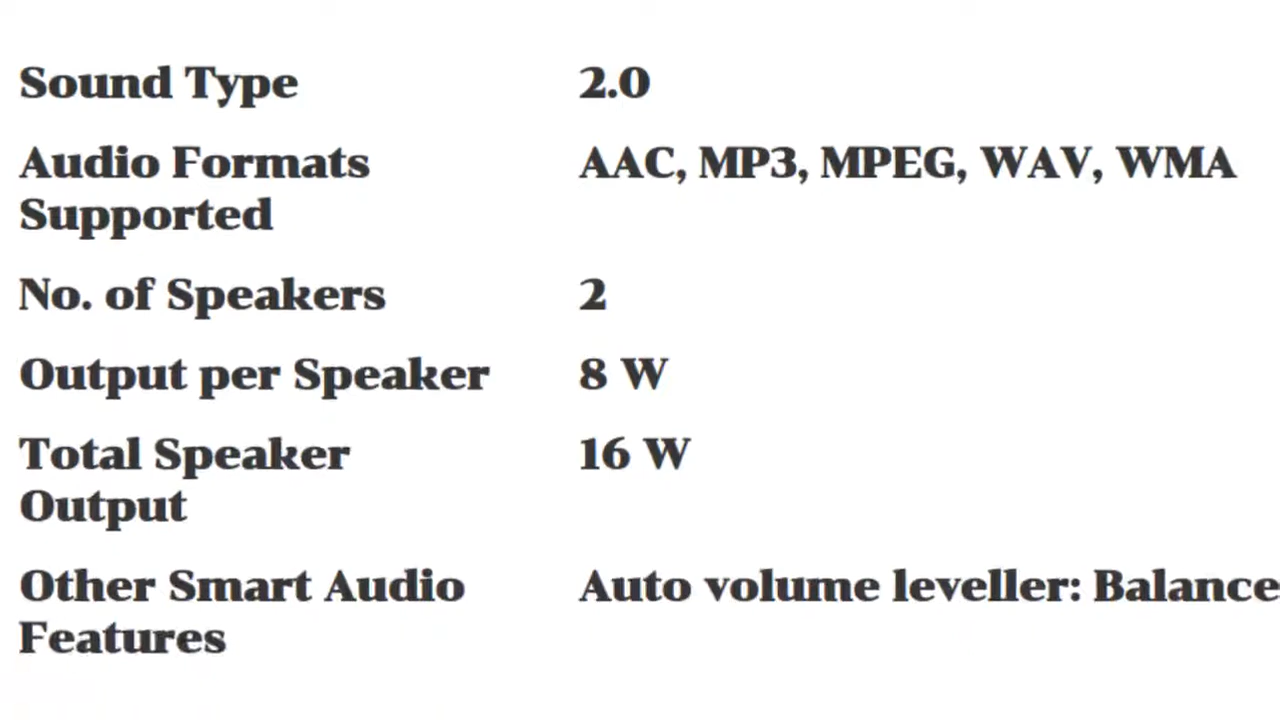 Sound Type 2.0
Audio Formats AAC, MP3, MPEG, WAV, WMA
Supported
No. of Speakers 2
Output per Speaker 8 W
Total Speaker 16 W
Output
Other Smart Audio Auto volume leveller: Balance
Features